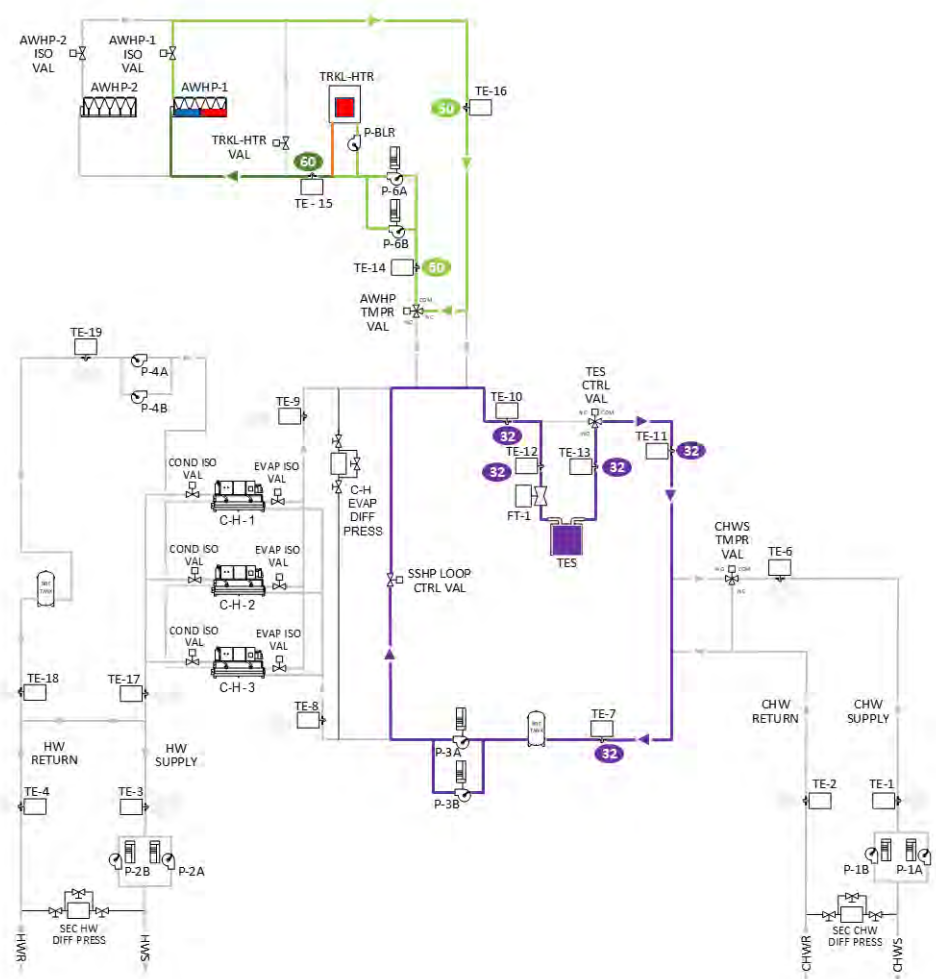 AWHP-2
ISO
VAL
AWHP-1
ISO
VAL
AWHP-2
AWHP-1
TRKL-HTR
TE-16
50
P-BLR
TRKL-HTR
VAL
60
TE - 15
P-6A
P-6B
TE-14
60
AWHP
TMPR
VAL
COM
NC
TE-19
P-4A
P-4B
TE-9
TE-10
32
TES
CTRL
VAL
N.C
COM
N.O
TE-11
32
TE-12
32
TE-13
32
FT-1
TES
COND ISO
VAL
EVAP ISO
VAL
C-H-1
C-H
EVAP
DIFF
PRESS
COND ISO
VAL
EVAP ISO
VAL
C-H-2
SSHP LOOP
CTRL VAL
CHWS
TMPR
VAL
N.O
COM
N.C
TE-6
COND ISO
VAL
EVAP ISO
VAL
C-H-3
TE-18
TE-17
TE-8
TE-7
32
P-3A
P-3B
HW
RETURN
HW
SUPPLY
CHW
RETURN
CHW
SUPPLY
TE-4
TE-3
TE-2
TE-1
P-2B
P-2A
P-1B
P-1A
SEC HW
DIFF PRESS
SEC CHW
DIFF PRESS
HWR
HWS
CHWR
CHWS